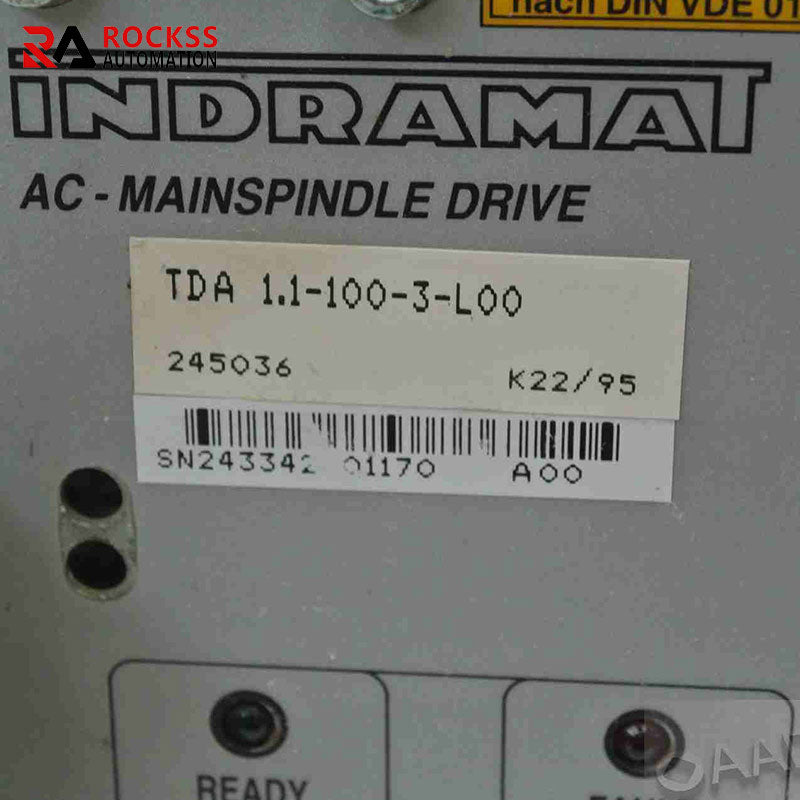 nach DIN VDE 01
ROCKSS
AUTOMATION
INDRAMAT
AC - MAINSPINDLE DRIVE
TDA 1.1-100-3-L00
245036
K22/95
SN243342 01170 A00
READY